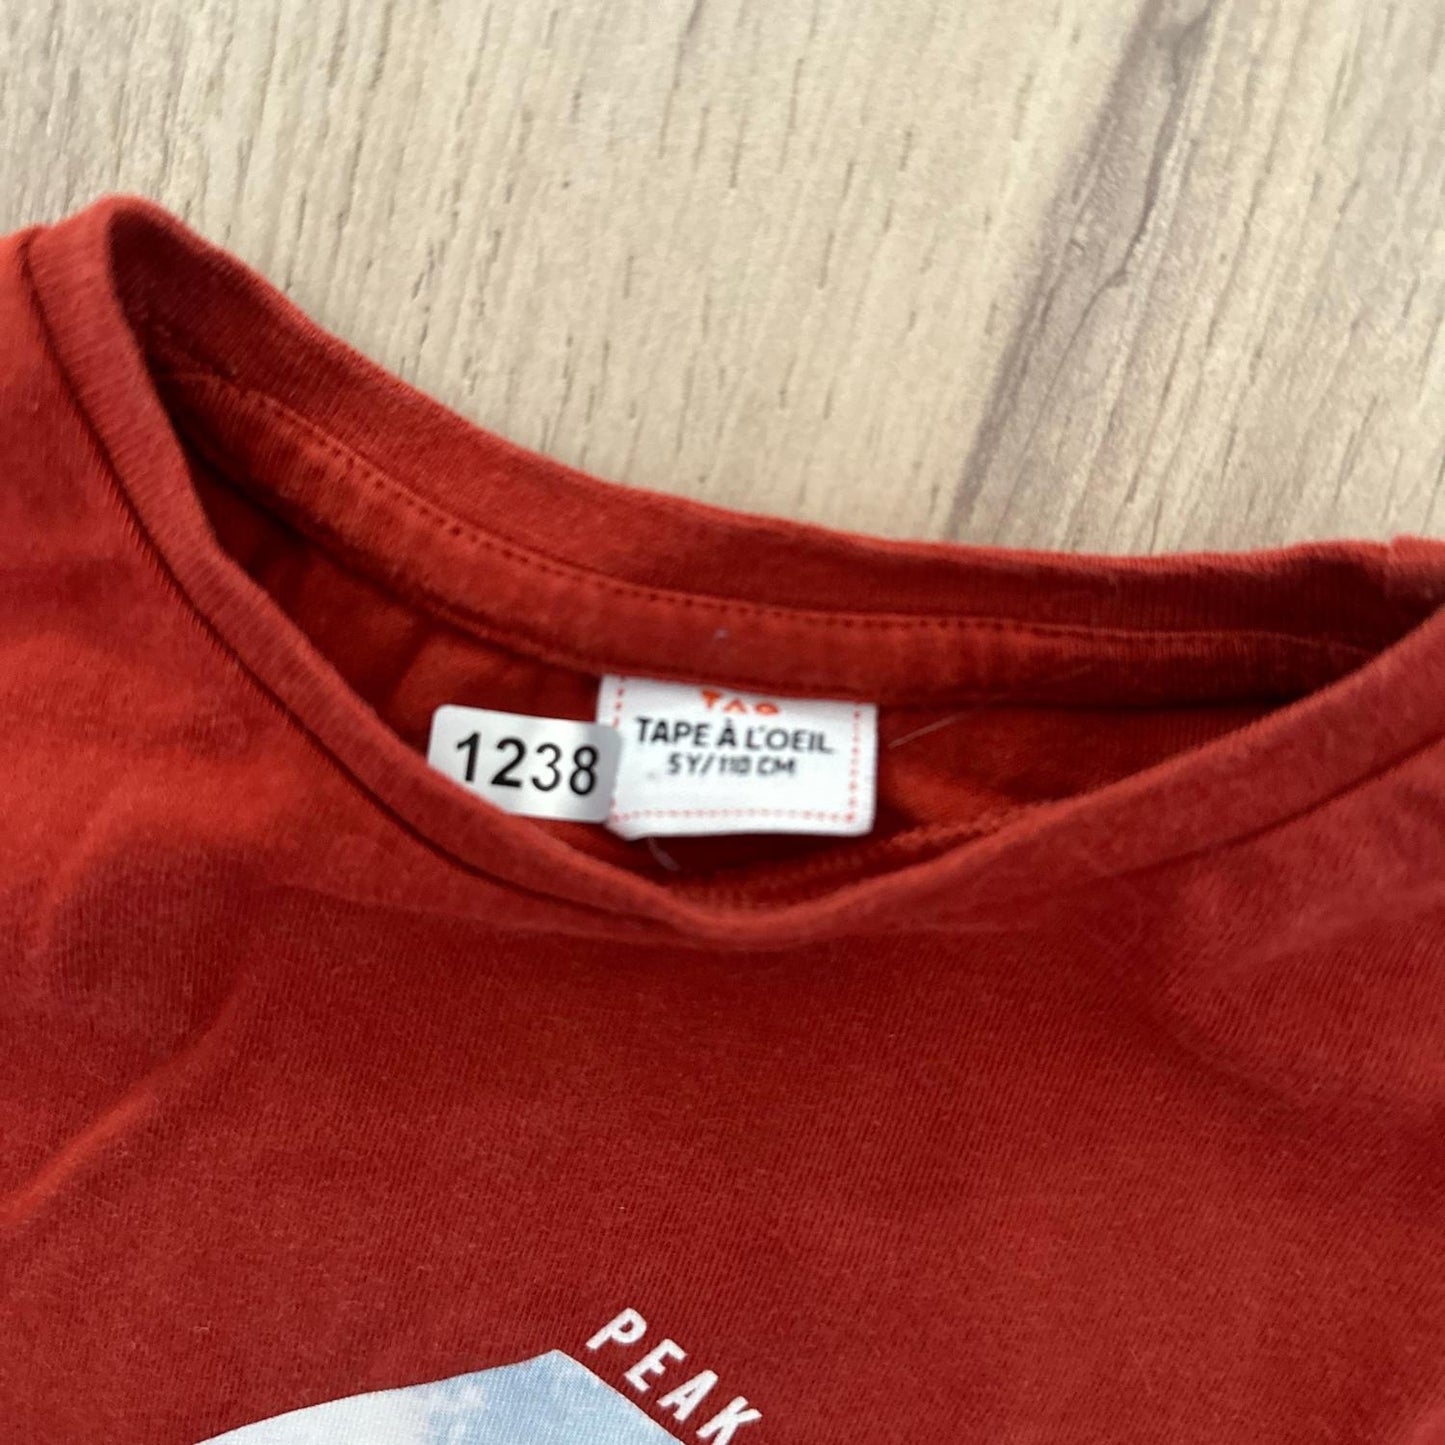 TAO
TAPE À L'OEIL
5Y/110 CM
1238
PEAK